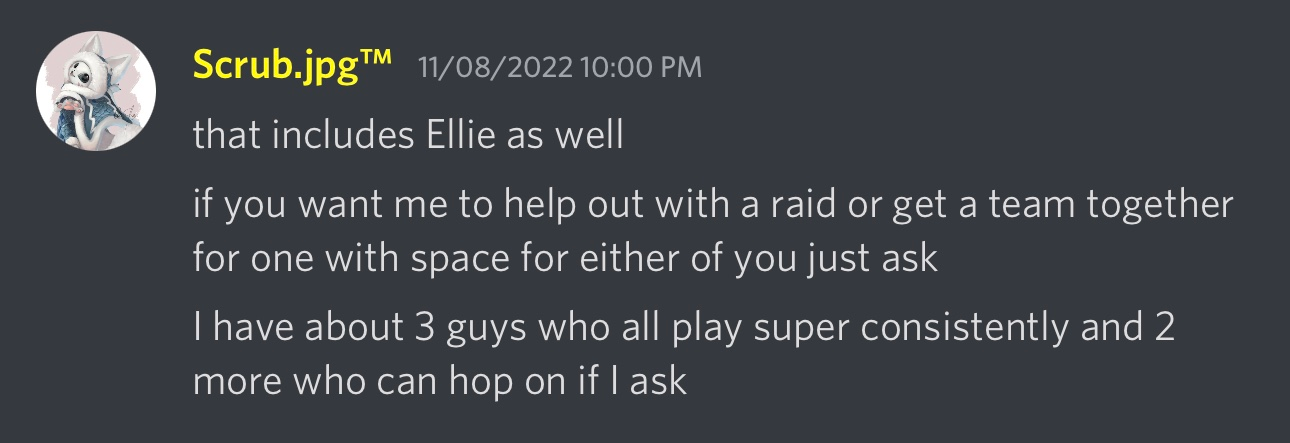 Scrub.jpg™ 11/08/2022 10:00 PM
that includes Ellie as well
if you want me to help out with a raid or get a team together
for one with space for either of you just ask
I have about 3 guys who all play super consistently and 2
more who can hop on if I ask